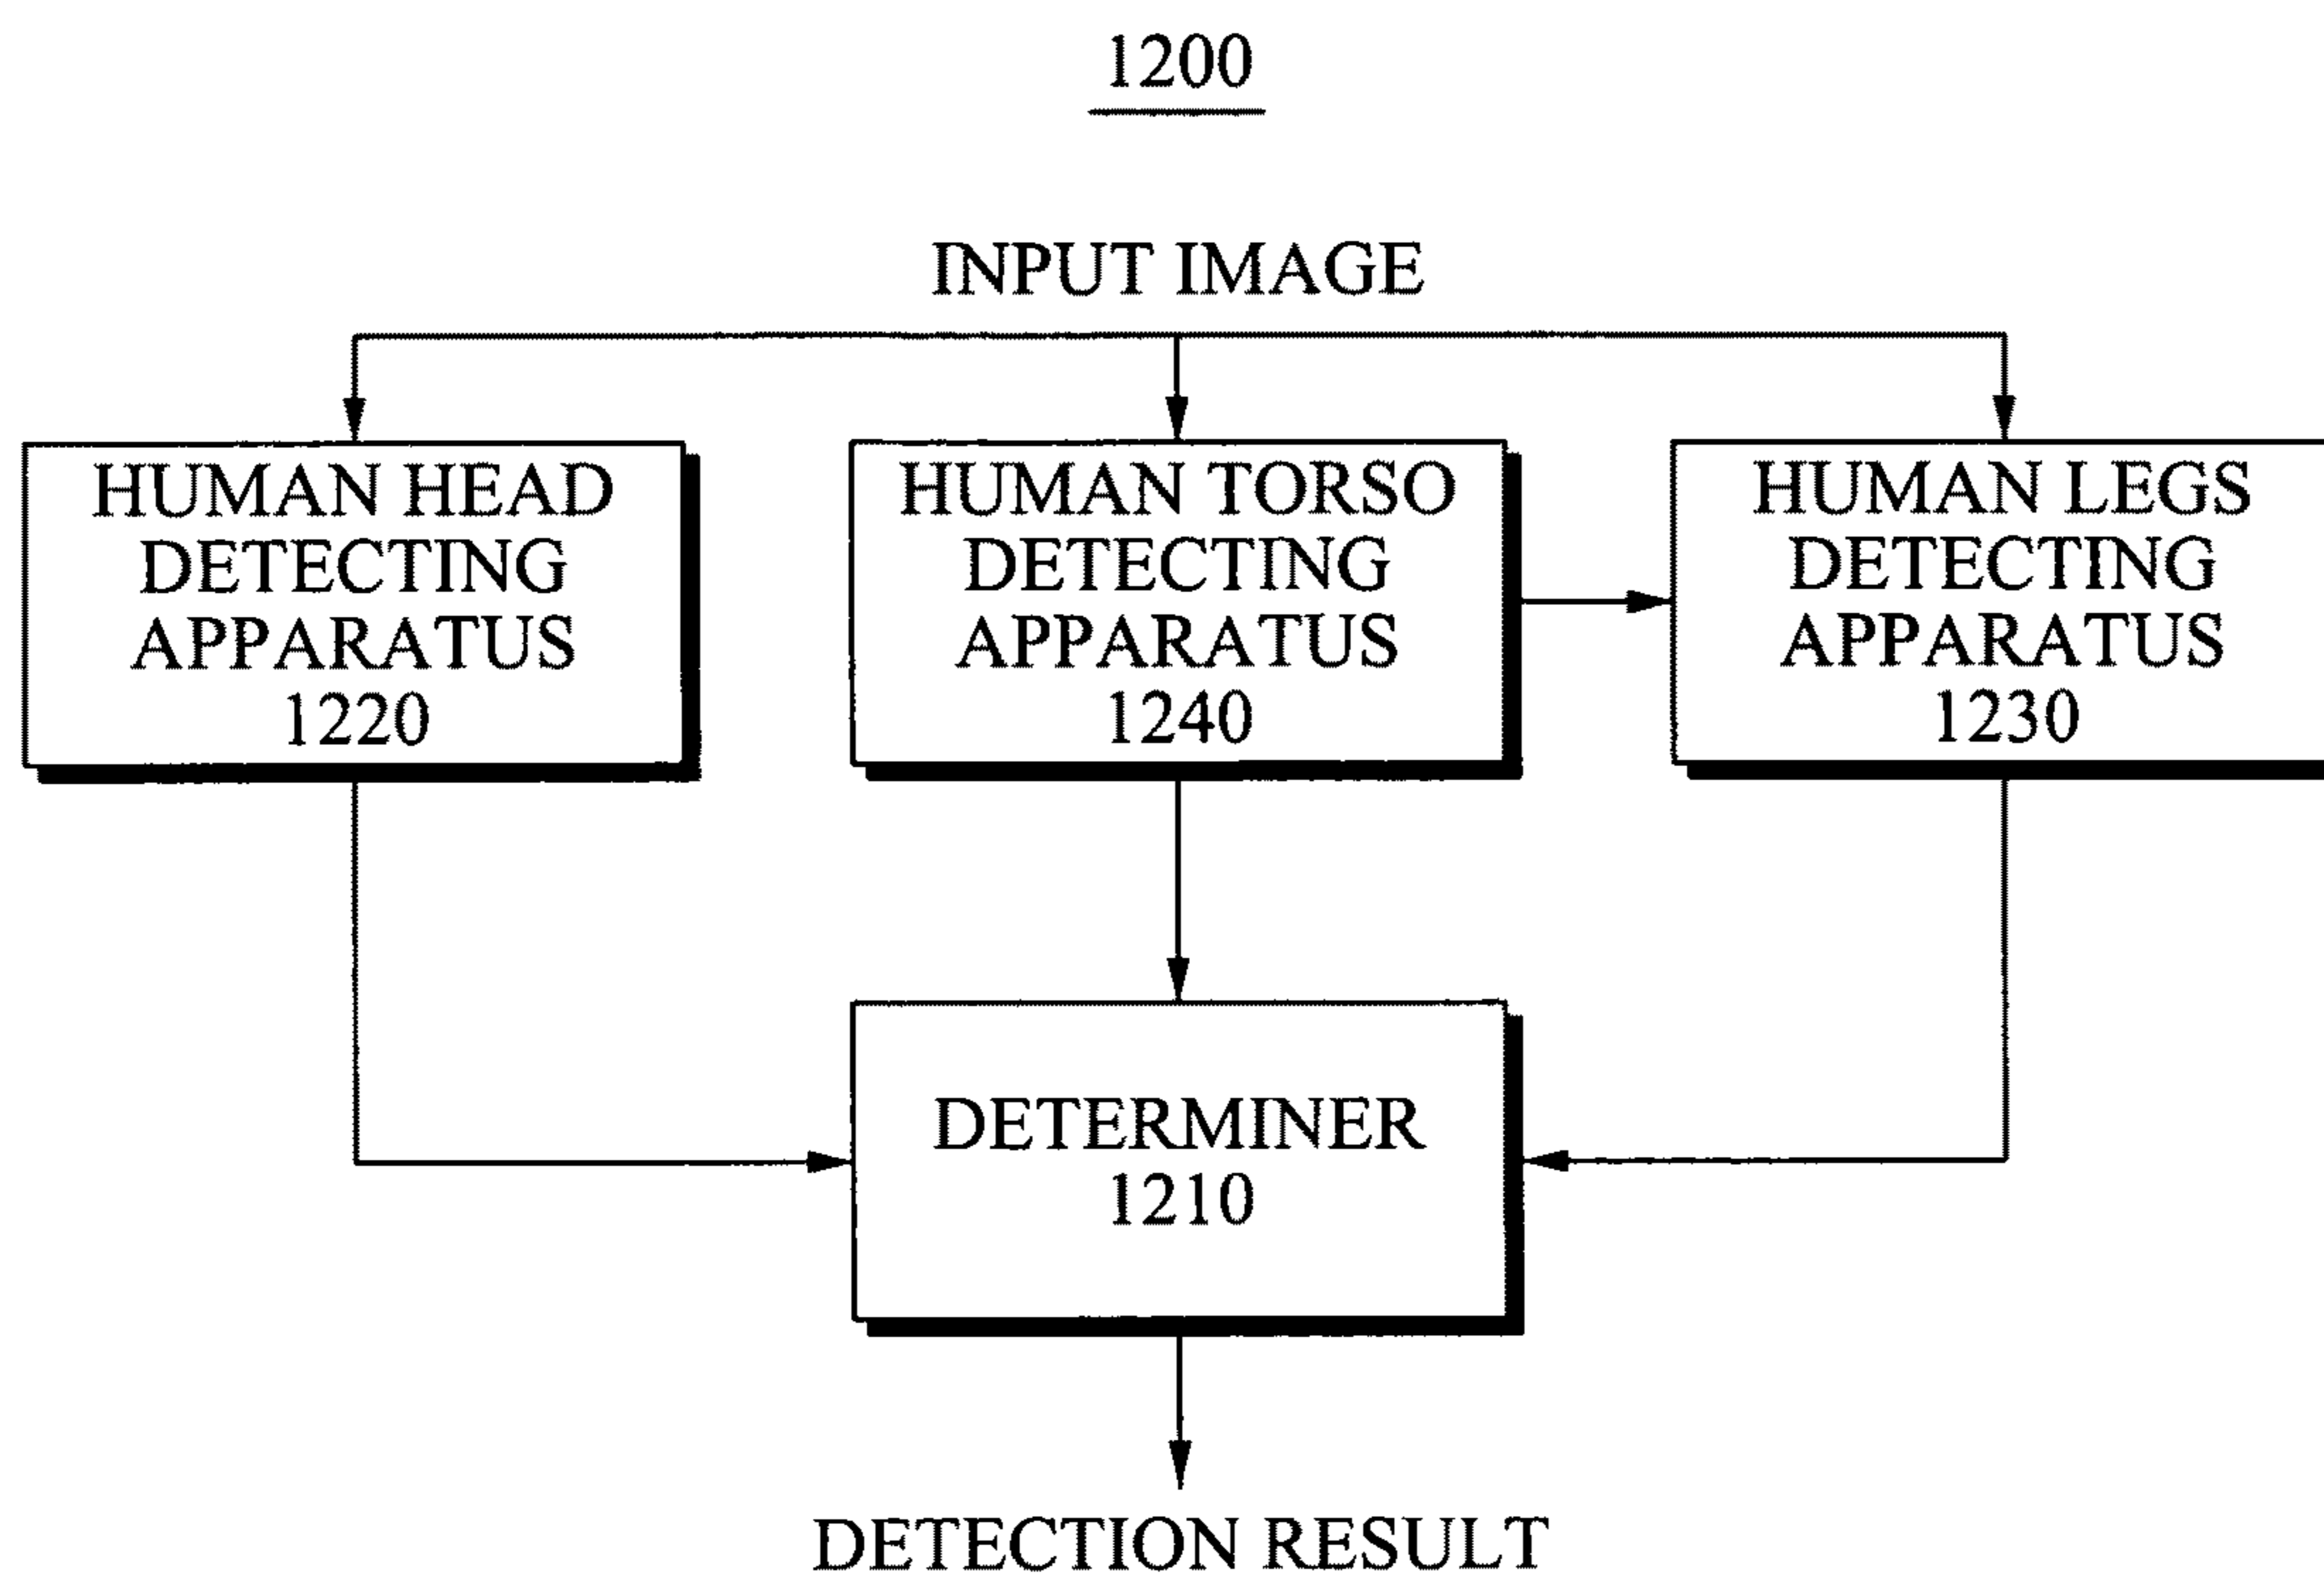 1200
INPUT IMAGE
HUMAN HEAD
DETECTING
APPARATUS
1220
HUMAN TORSO
DETECTING
APPARATUS
1240
HUMAN LEGS
DETECTING
APPARATUS
1230
DETERMINER
1210
DETECTION RESULT